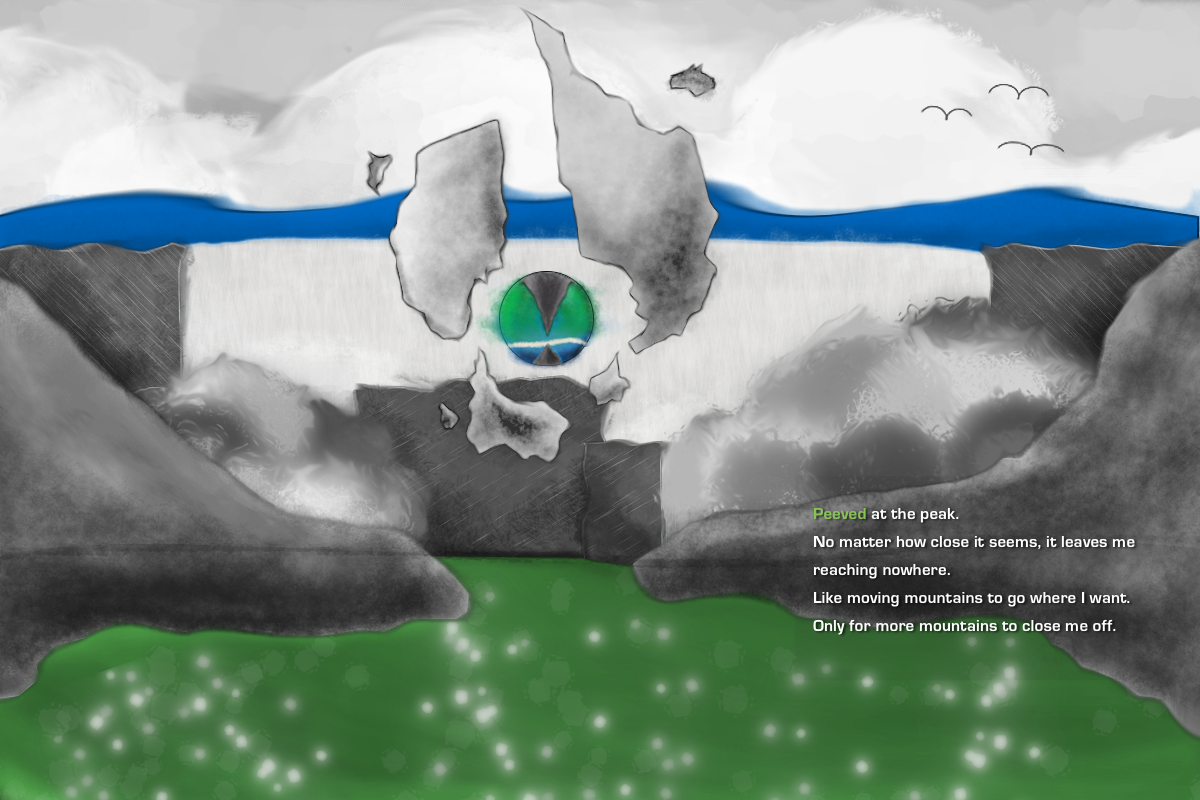 Peeved at the peak.
No matter how close it seems, it leaves me
reaching nowhere.
Like moving mountains to go where I want.
Only for more mountains to close me off.